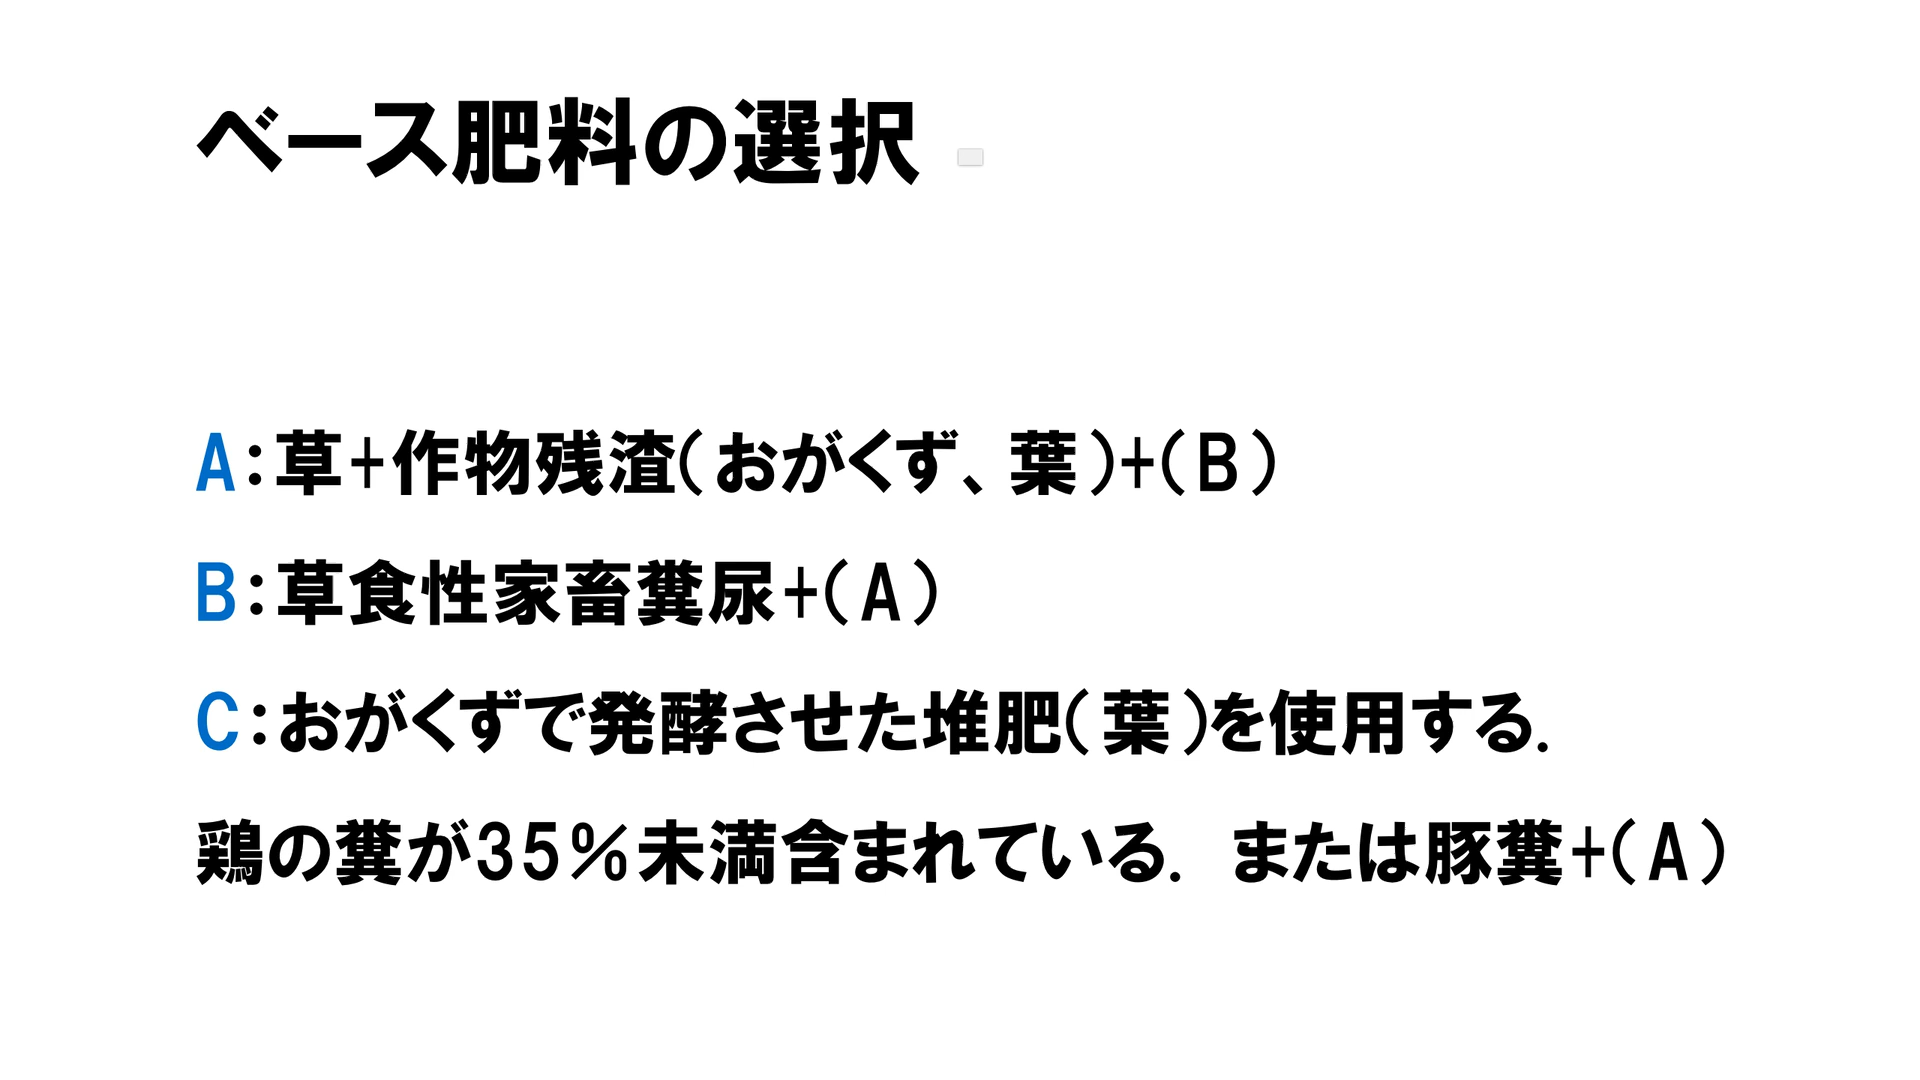 ベース肥料の選択
A:草+作物残渣(おがくず、葉)+(B)
B:草食性家畜糞尿+(A)
C:おがくずで発酵させた堆肥(葉)を使用する.
鶏の糞が35%未満含まれている. または豚糞+(A)